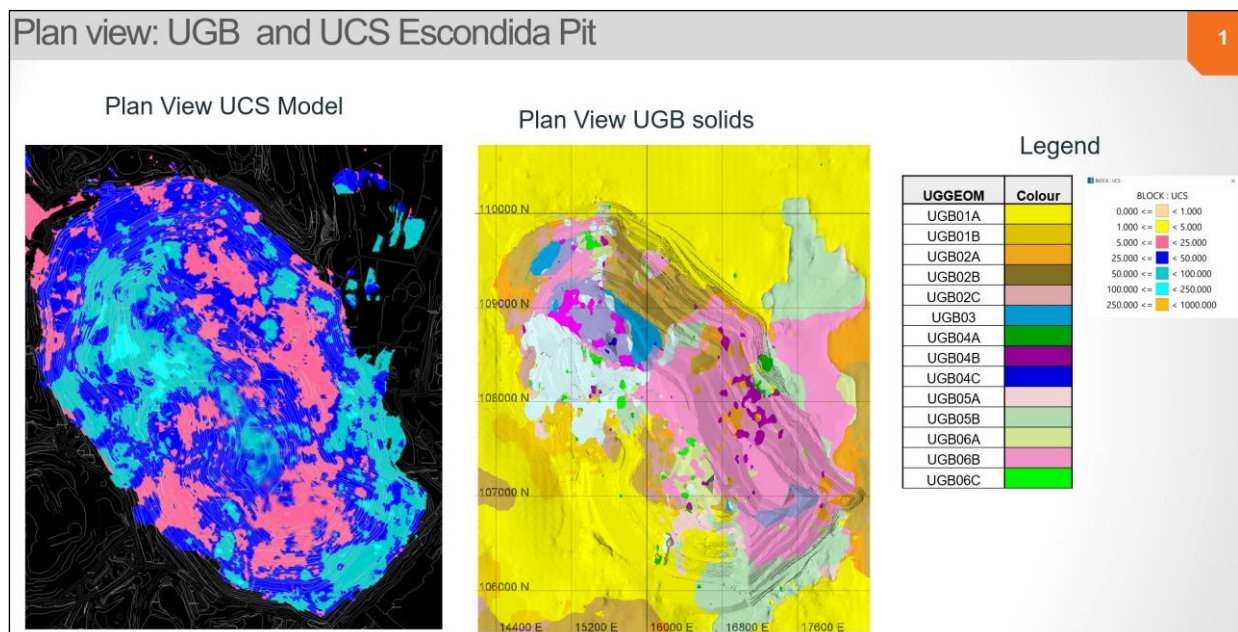 Plan view: UGB and UCS Escondida Pit
1
Plan View UCS Model
Plan View UGB solids
Legend
110000 N
109000 N
108000 N
107000 N
106000 N
14400 E
15200 E
16000 E
16800 E
17600 E
UGGEOM Colour
UGB01A
UGB01B
UGB02A
UGB02B
UGB02C
UGB03
UGB04A
UGB04B
UGB04C
UGB05A
UGB05B
UGB06A
UGB06B
UGB06C
BLOCK : UCS
BLOCK : UCS
0.000 <= < 1.000
1.000 <= < 5.000
5.000 <= < 25.000
25.000 <= < 50.000
50.000 <= < 100.000
100.000 <= < 250.000
250.000 <= < 1000.000